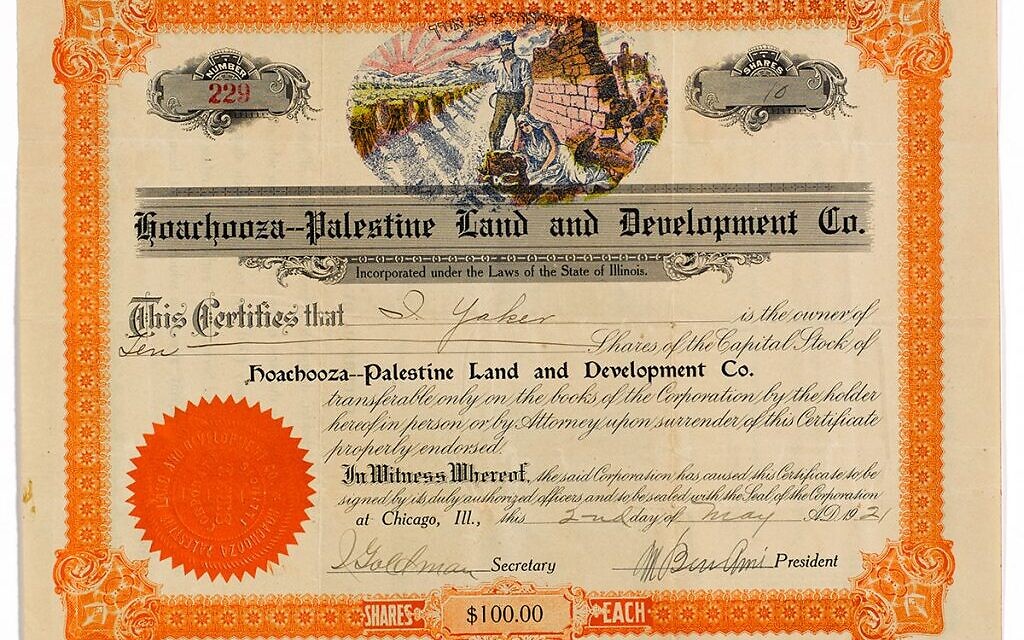 NUMBER
229
SHARES
10
Hoachooza--Palestine Land and Development Co.
Incorporated under the Laws of the State of Illinois.
This Certifies that I Yaker is the owner of
Ten Shares of the Capital Stock of
Hoachooza--Palestine Land and Development Co.
transferable only on the books of the Corporation by the holder
hereof in person or by Attorney upon surrender of this Certificate
properly endorsed.
In Witness Whereof, the said Corporation has caused this Certificate to be
signed by its duly authorized officers and to be sealed with the Seal of the Corporation
at Chicago, Ill., this 2nd day of May A.D. 1921
I Goldman Secretary M Ben Ami President
SHARES $100.00 EACH